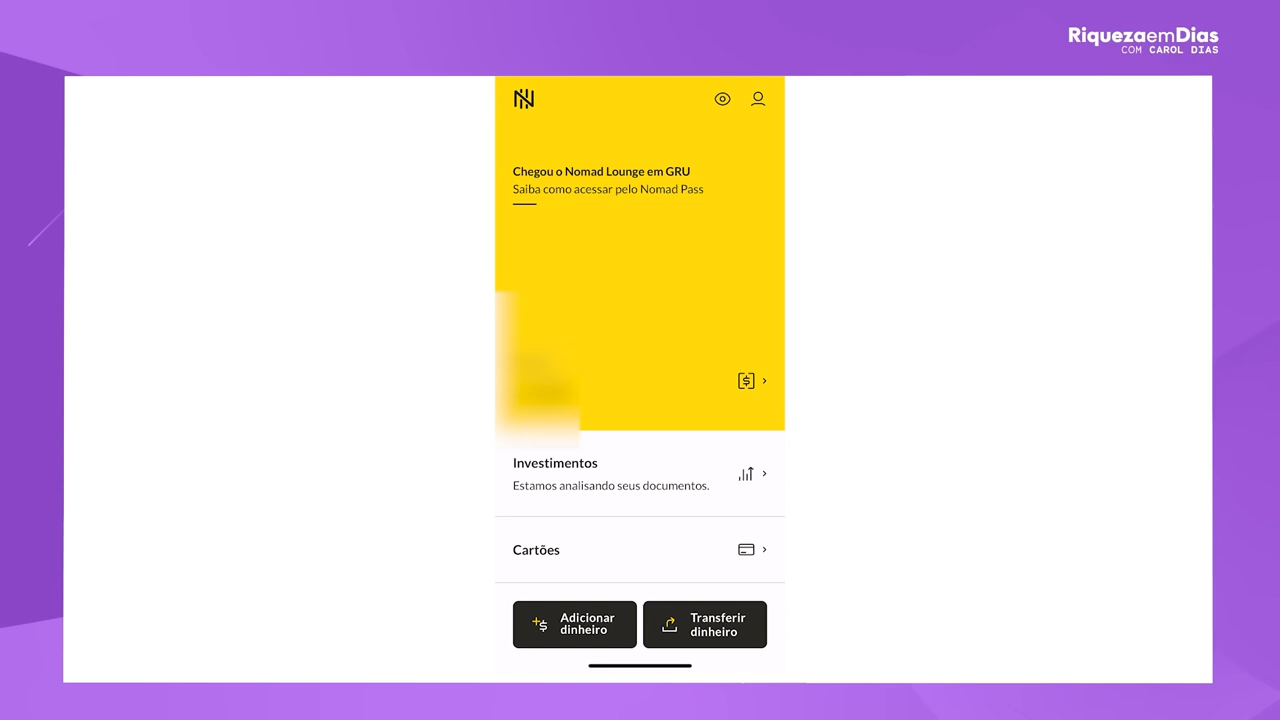 RiquezaemDias
COM CAROL DIAS
Chegou o Nomad Lounge em GRU
Saiba como acessar pelo Nomad Pass
Investimentos
Estamos analisando seus documentos.
Cartões
Adicionar
dinheiro
Transferir
dinheiro